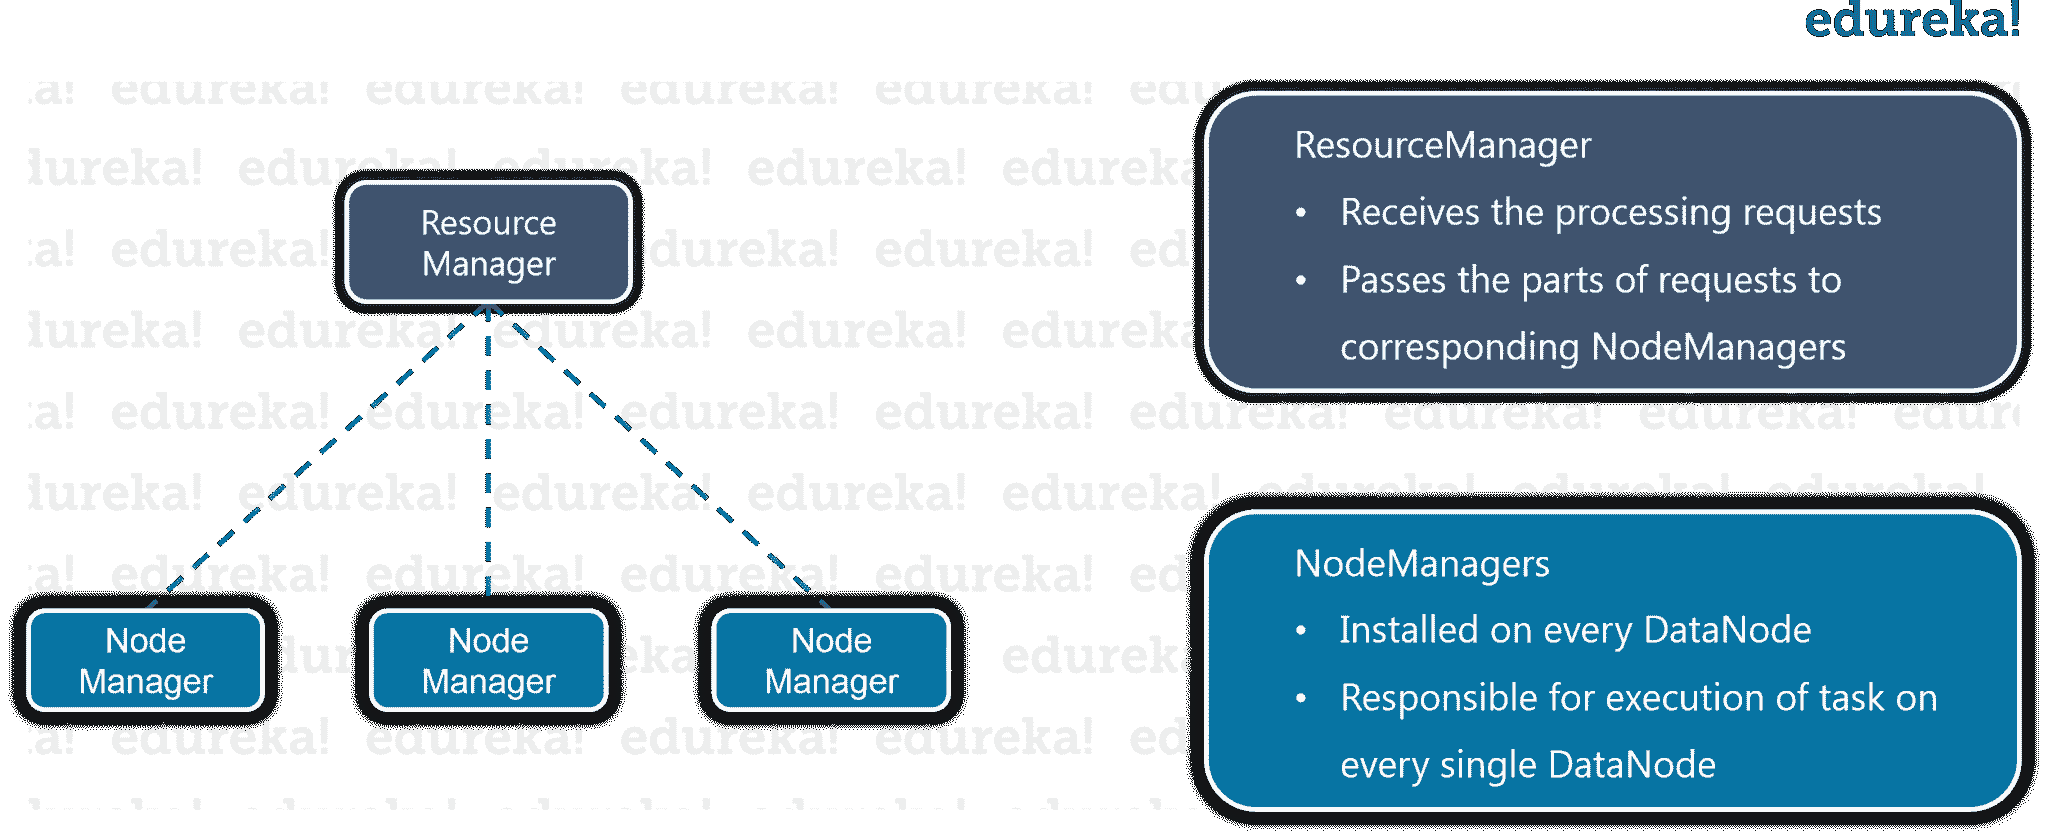 edureka!
Resource
Manager
Node
Manager
Node
Manager
Node
Manager
ResourceManager
• Receives the processing requests
• Passes the parts of requests to
corresponding NodeManagers
NodeManagers
• Installed on every DataNode
• Responsible for execution of task on
every single DataNode